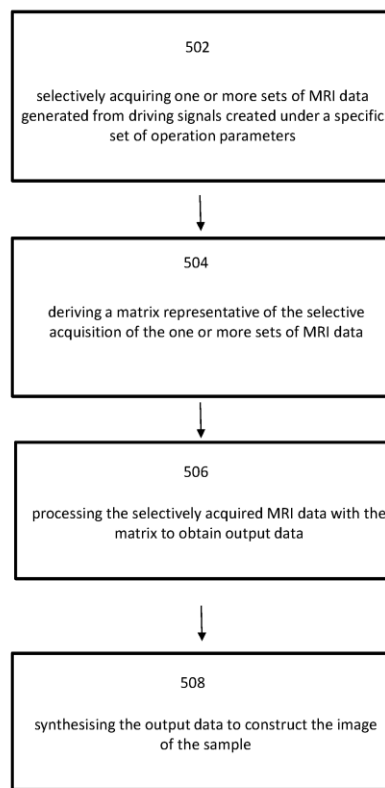 502
selectively acquiring one or more sets of MRI data
generated from driving signals created under a specific
set of operation parameters
504
deriving a matrix representative of the selective
acquisition of the one or more sets of MRI data
506
processing the selectively acquired MRI data with the
matrix to obtain output data
508
synthesising the output data to construct the image
of the sample